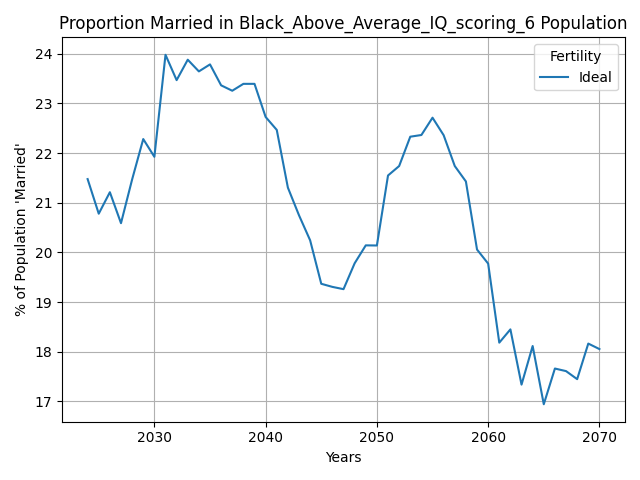 Proportion Married in Black_Above_Average_IQ_scoring_6 Population
Fertility
Ideal
% of Population 'Married'
24
23
22
21
20
19
18
17
2030 2040 2050 2060 2070
Years